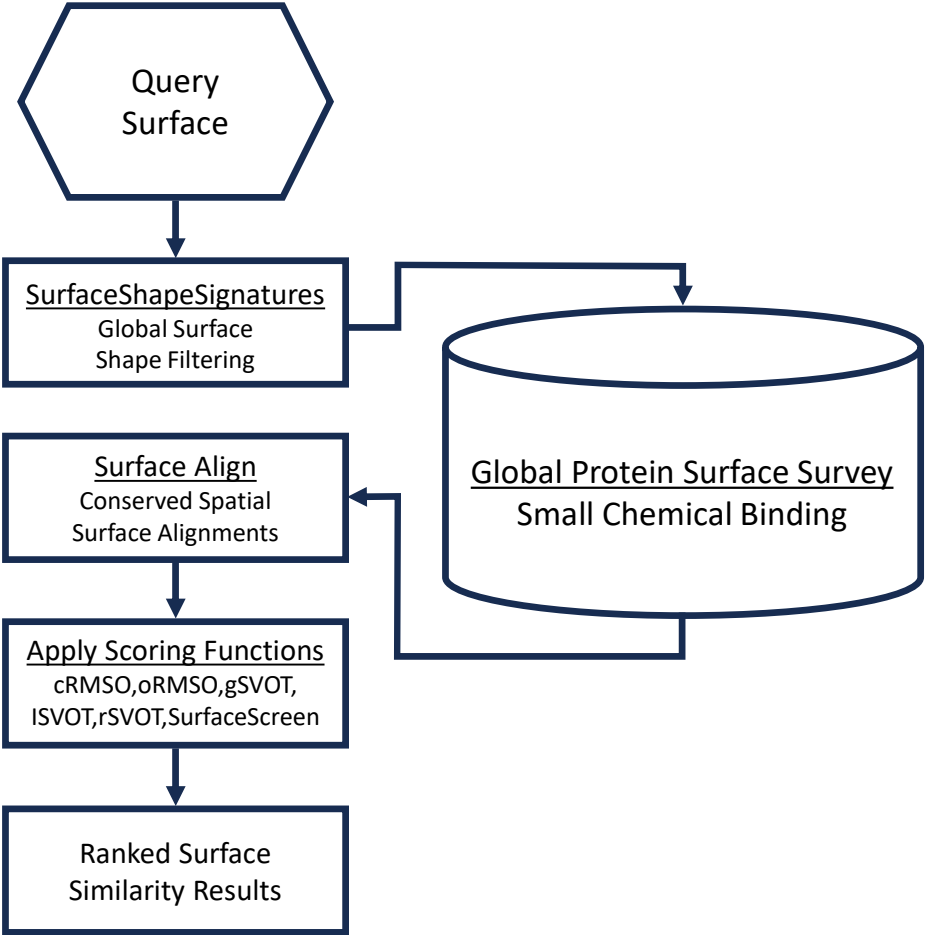 Query
Surface
SurfaceShapeSignatures
Global Surface
Shape Filtering
Global Protein Surface Survey
Small Chemical Binding
Surface Align
Conserved Spatial
Surface Alignments
Apply Scoring Functions
cRMSO,oRMSO,gSVOT,
lSVOT,rSVOT,SurfaceScreen
Ranked Surface
Similarity Results